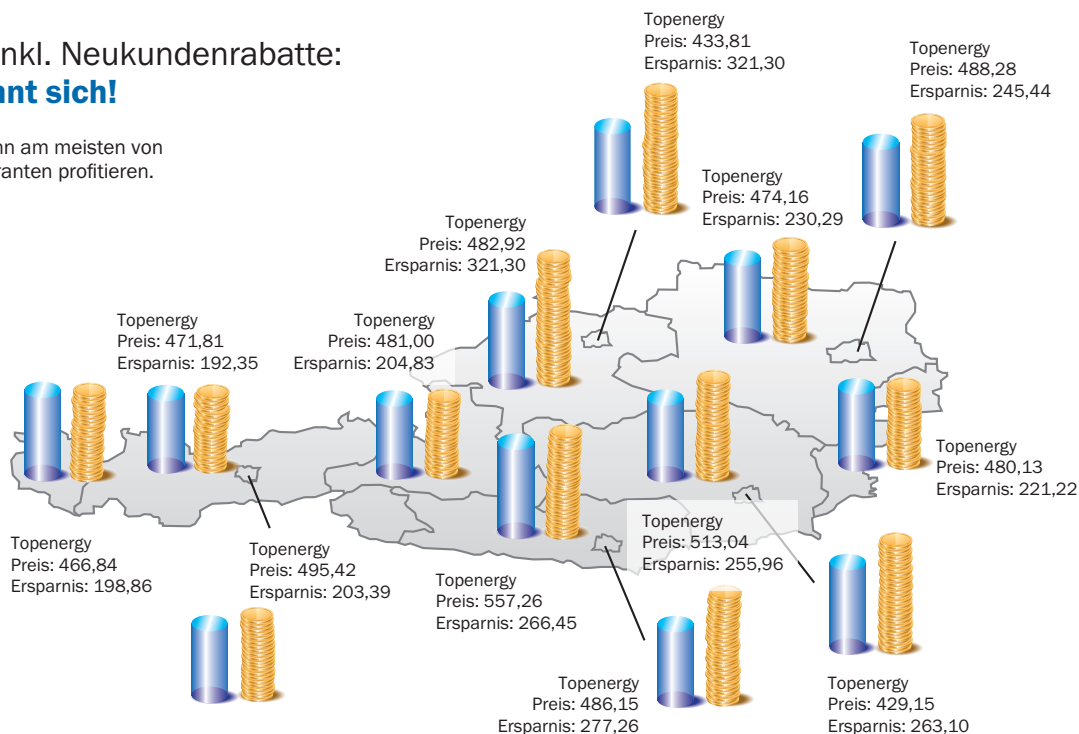 nkl. Neukundenrabatte:
nnt sich!
nn am meisten von
ranten profitieren.
Topenergy
Preis: 433,81
Ersparnis: 321,30
Topenergy
Preis: 488,28
Ersparnis: 245,44
Topenergy
Preis: 474,16
Ersparnis: 230,29
Topenergy
Preis: 482,92
Ersparnis: 321,30
Topenergy
Preis: 471,81
Ersparnis: 192,35
Topenergy
Preis: 481,00
Ersparnis: 204,83
Topenergy
Preis: 480,13
Ersparnis: 221,22
Topenergy
Preis: 466,84
Ersparnis: 198,86
Topenergy
Preis: 495,42
Ersparnis: 203,39
Topenergy
Preis: 557,26
Ersparnis: 266,45
Topenergy
Preis: 513,04
Ersparnis: 255,96
Topenergy
Preis: 486,15
Ersparnis: 277,26
Topenergy
Preis: 429,15
Ersparnis: 263,10